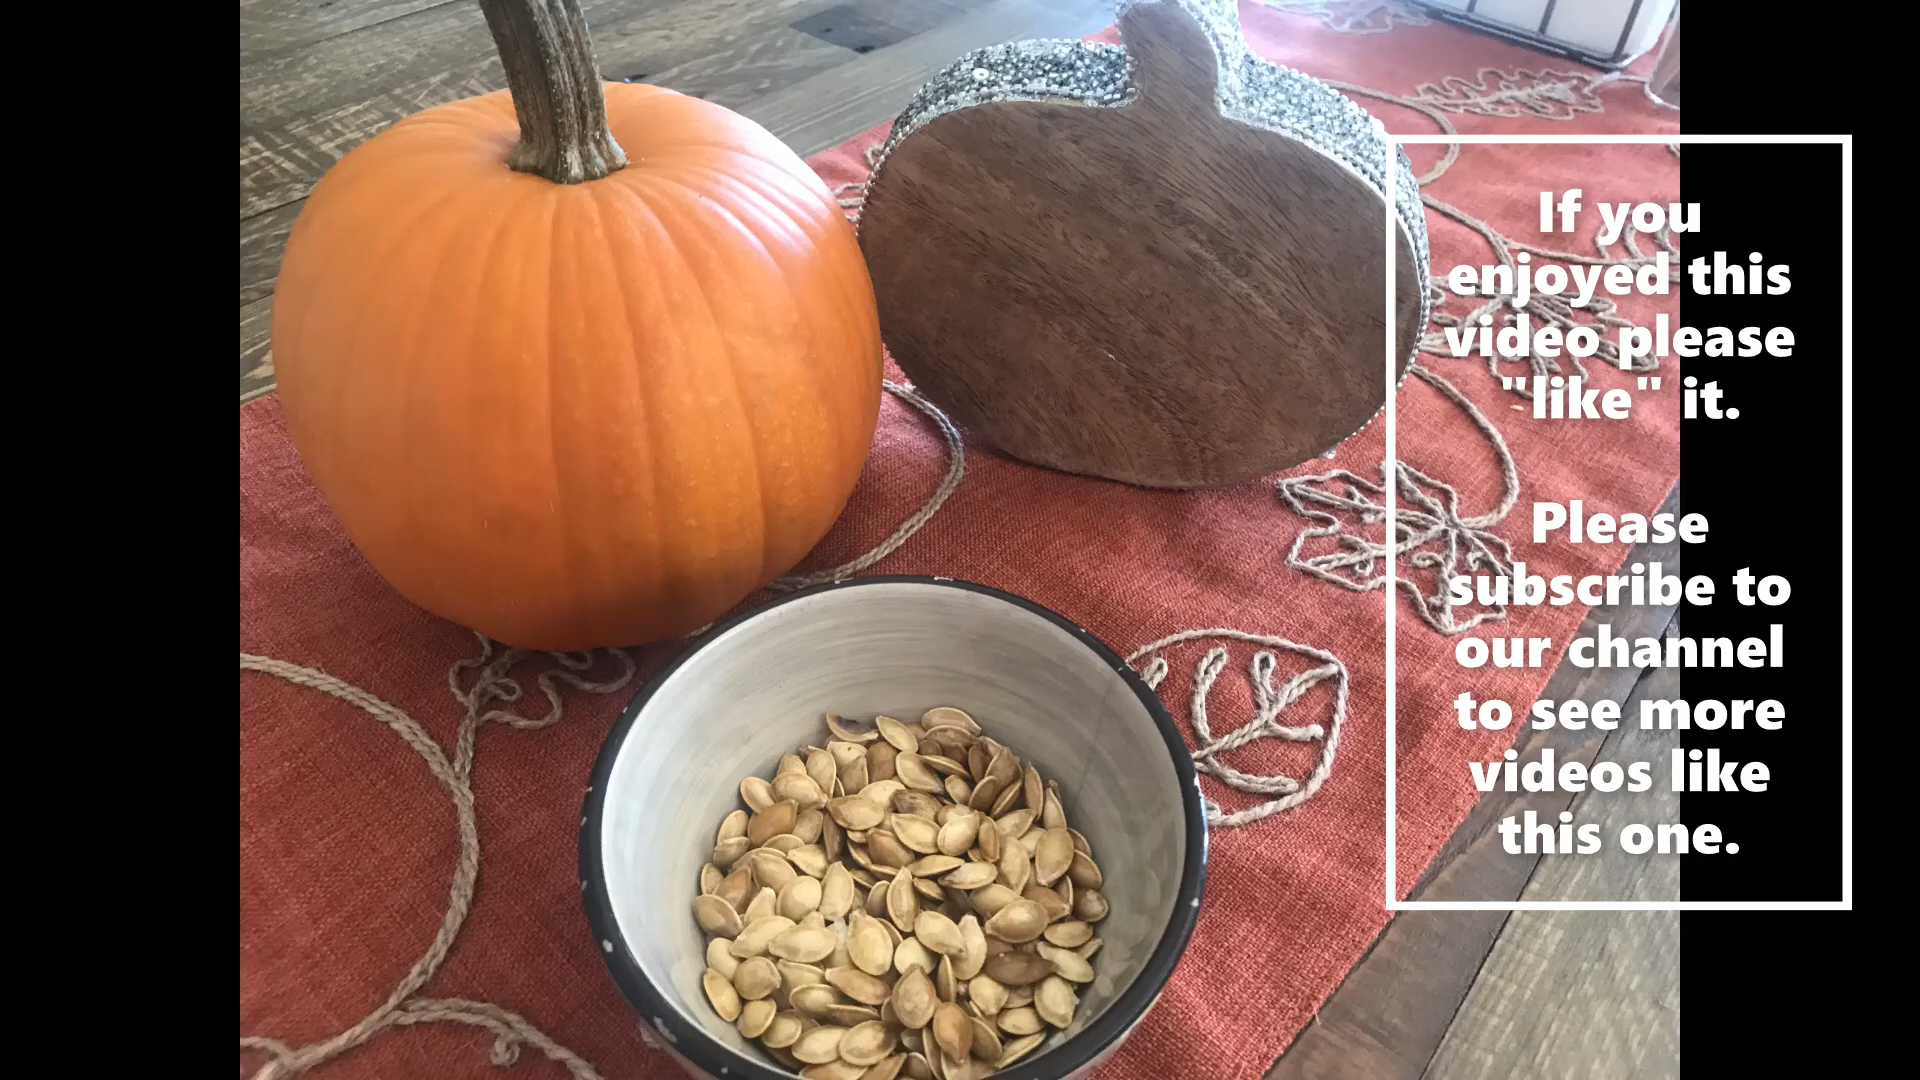 If you
enjoyed this
video please
"like" it.
Please
subscribe to
our channel
to see more
videos like
this one.